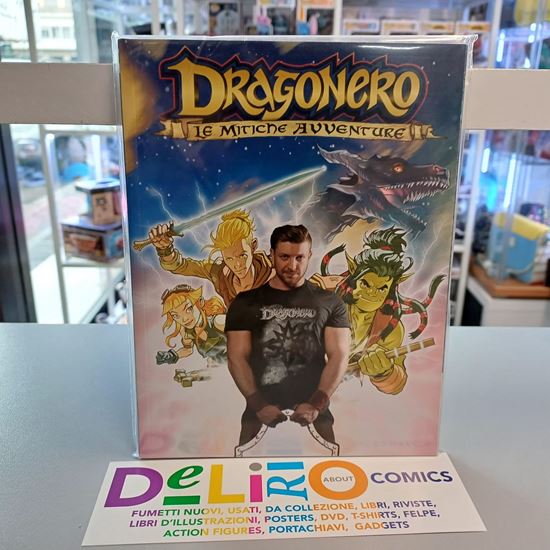 DRAGONERO
LE MITICHE AVVENTURE
DRAGONERO
DeLiRiO
ABOUT
COMICS
FUMETTI NUOVI, USATI, DA COLLEZIONE, LIBRI, RIVISTE,
LIBRI D'ILLUSTRAZIONI, POSTERS, DVD, T-SHIRTS, FELPE,
ACTION FIGURES, PORTACHIAVI, GADGETS